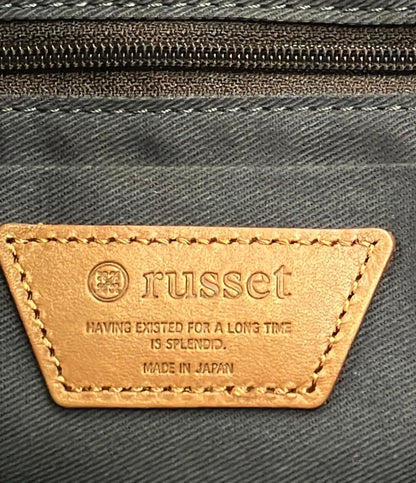 russet
HAVING EXISTED FOR A LONG TIME
IS SPLENDID.
MADE IN JAPAN